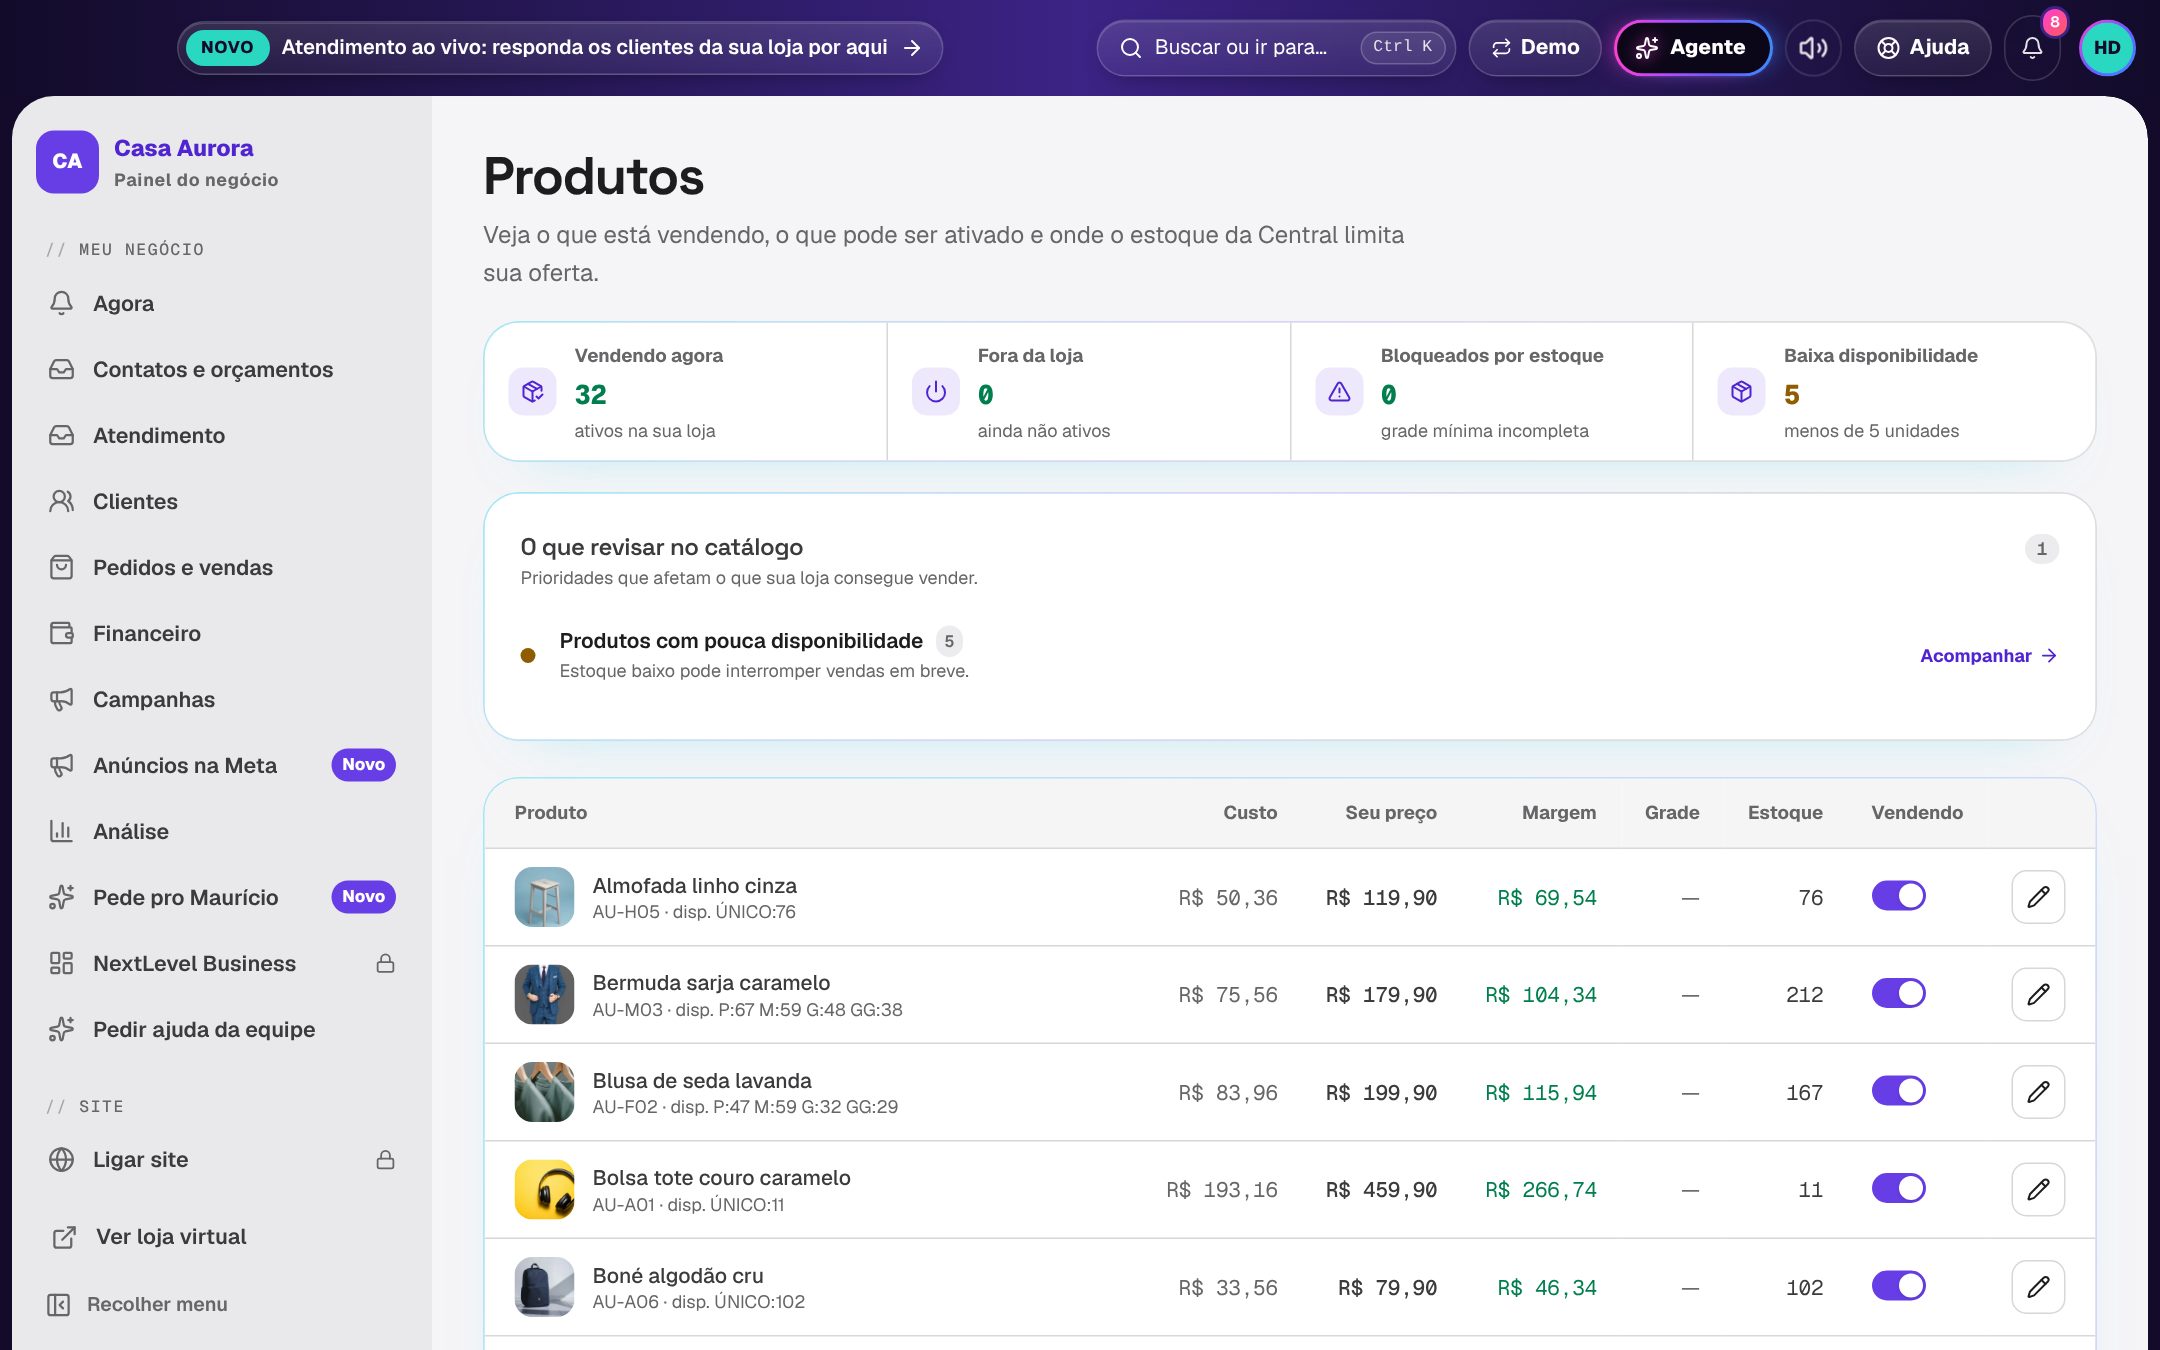 NOVO Atendimento ao vivo: responda os clientes da sua loja por aqui →
Buscar ou ir para... Ctrl K
Demo
Agente
Ajuda
8
HD
CA
Casa Aurora
Painel do negócio
// MEU NEGÓCIO
Agora
Contatos e orçamentos
Atendimento
Clientes
Pedidos e vendas
Financeiro
Campanhas
Anúncios na Meta Novo
Análise
Pede pro Maurício Novo
NextLevel Business
Pedir ajuda da equipe
// SITE
Ligar site
Ver loja virtual
Recolher menu
Produtos
Veja o que está vendendo, o que pode ser ativado e onde o estoque da Central limita
sua oferta.
Vendendo agora
32
ativos na sua loja
Fora da loja
0
ainda não ativos
Bloqueados por estoque
0
grade mínima incompleta
Baixa disponibilidade
5
menos de 5 unidades
O que revisar no catálogo
1
Prioridades que afetam o que sua loja consegue vender.
Produtos com pouca disponibilidade 5
Estoque baixo pode interromper vendas em breve.
Acompanhar →
Produto Custo Seu preço Margem Grade Estoque Vendendo
Almofada linho cinza
AU-H05 · disp. ÚNICO:76
R$ 50,36 R$ 119,90 R$ 69,54 — 76
Bermuda sarja caramelo
AU-M03 · disp. P:67 M:59 G:48 GG:38
R$ 75,56 R$ 179,90 R$ 104,34 — 212
Blusa de seda lavanda
AU-F02 · disp. P:47 M:59 G:32 GG:29
R$ 83,96 R$ 199,90 R$ 115,94 — 167
Bolsa tote couro caramelo
AU-A01 · disp. ÚNICO:11
R$ 193,16 R$ 459,90 R$ 266,74 — 11
Boné algodão cru
AU-A06 · disp. ÚNICO:102
R$ 33,56 R$ 79,90 R$ 46,34 — 102